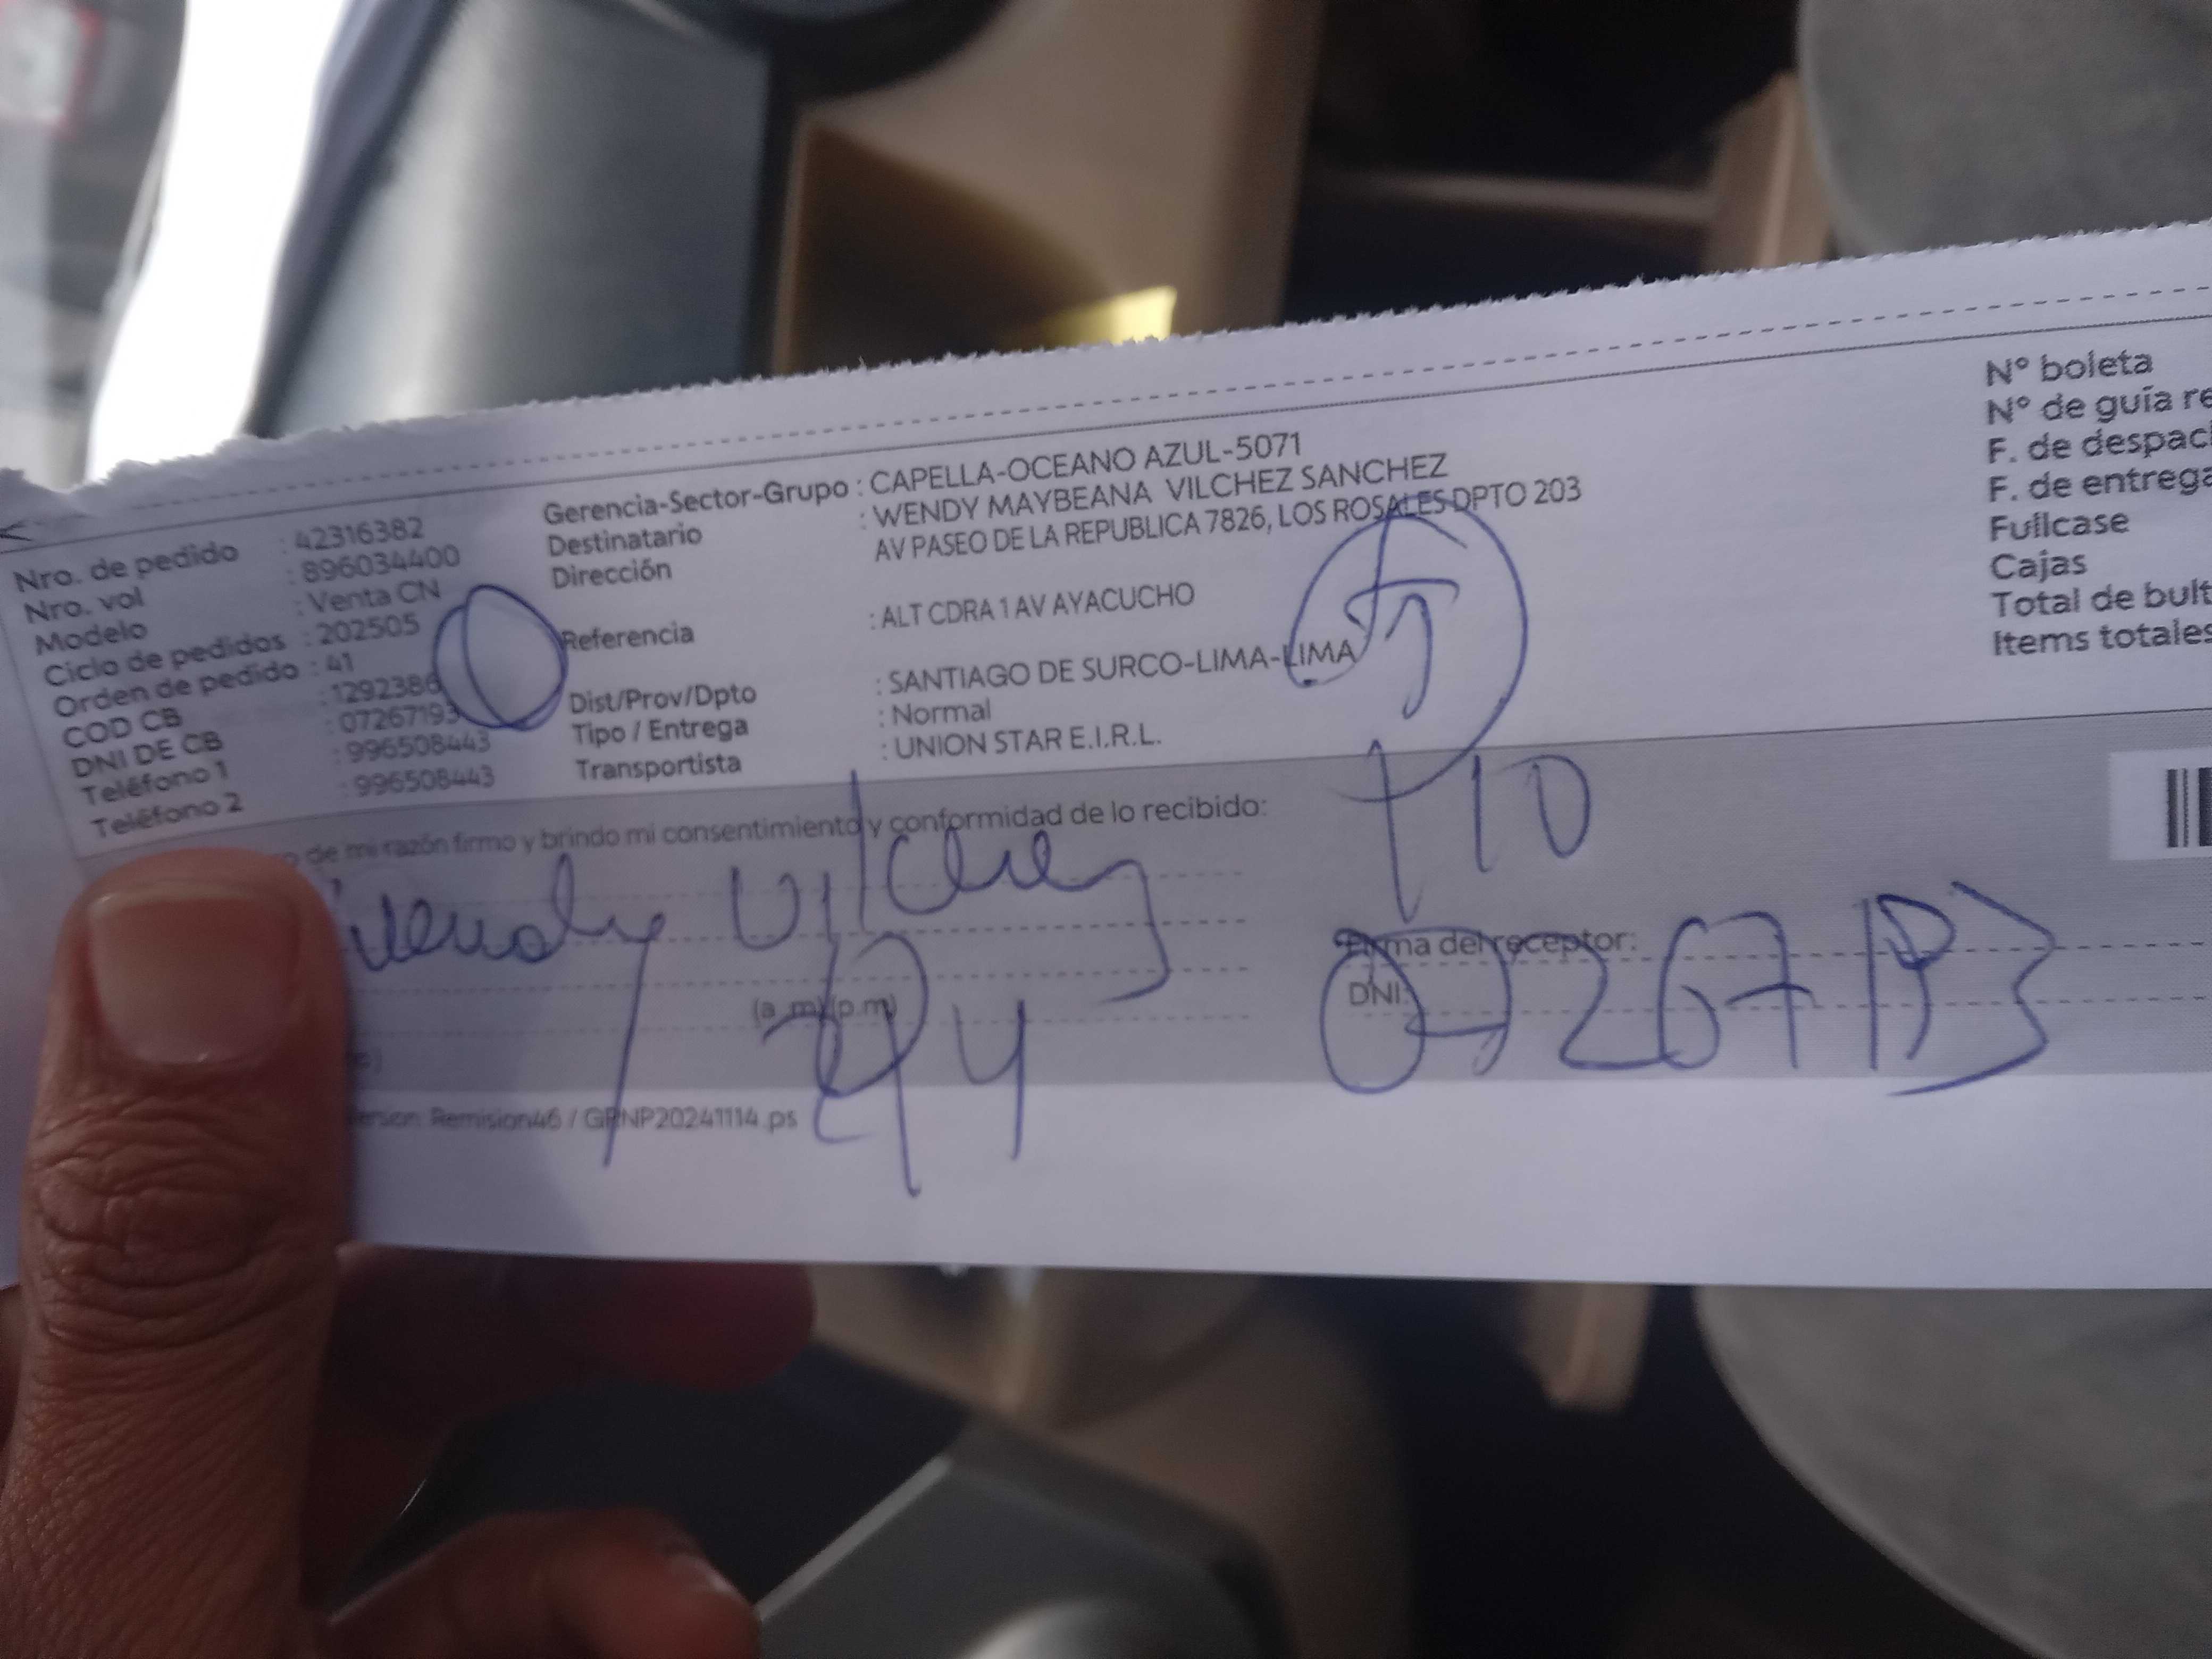 Nro. de pedido : 42316382
Nro. vol : 896034400
Modelo : Venta CN
Ciclo de pedidos : 202505
Orden de pedido : 41
COD CB : 1292386
DNI DE CB : 07267193
Teléfono 1 : 996508443
Teléfono 2 : 996508443
Gerencia-Sector-Grupo : CAPELLA-OCEANO AZUL-5071
Destinatario : WENDY MAYBEANA VILCHEZ SANCHEZ
Dirección AV PASEO DE LA REPUBLICA 7826, LOS ROSALES DPTO 203
Referencia : ALT CDRA 1 AV AYACUCHO
Dist/Prov/Dpto : SANTIAGO DE SURCO-LIMA-LIMA
Tipo / Entrega : Normal
Transportista : UNION STAR E.I.R.L.
N° boleta
N° de guía re
F. de despac
F. de entrega
Fullcase
Cajas
Total de bult
Items totales
de mi razón firmo y brindo mi consentimiento y conformidad de lo recibido:
Wendy Vilchez
(a.m)(p.m)
Firma del receptor:
DNI:
07267193
Remision46 / GRNP20241114.ps